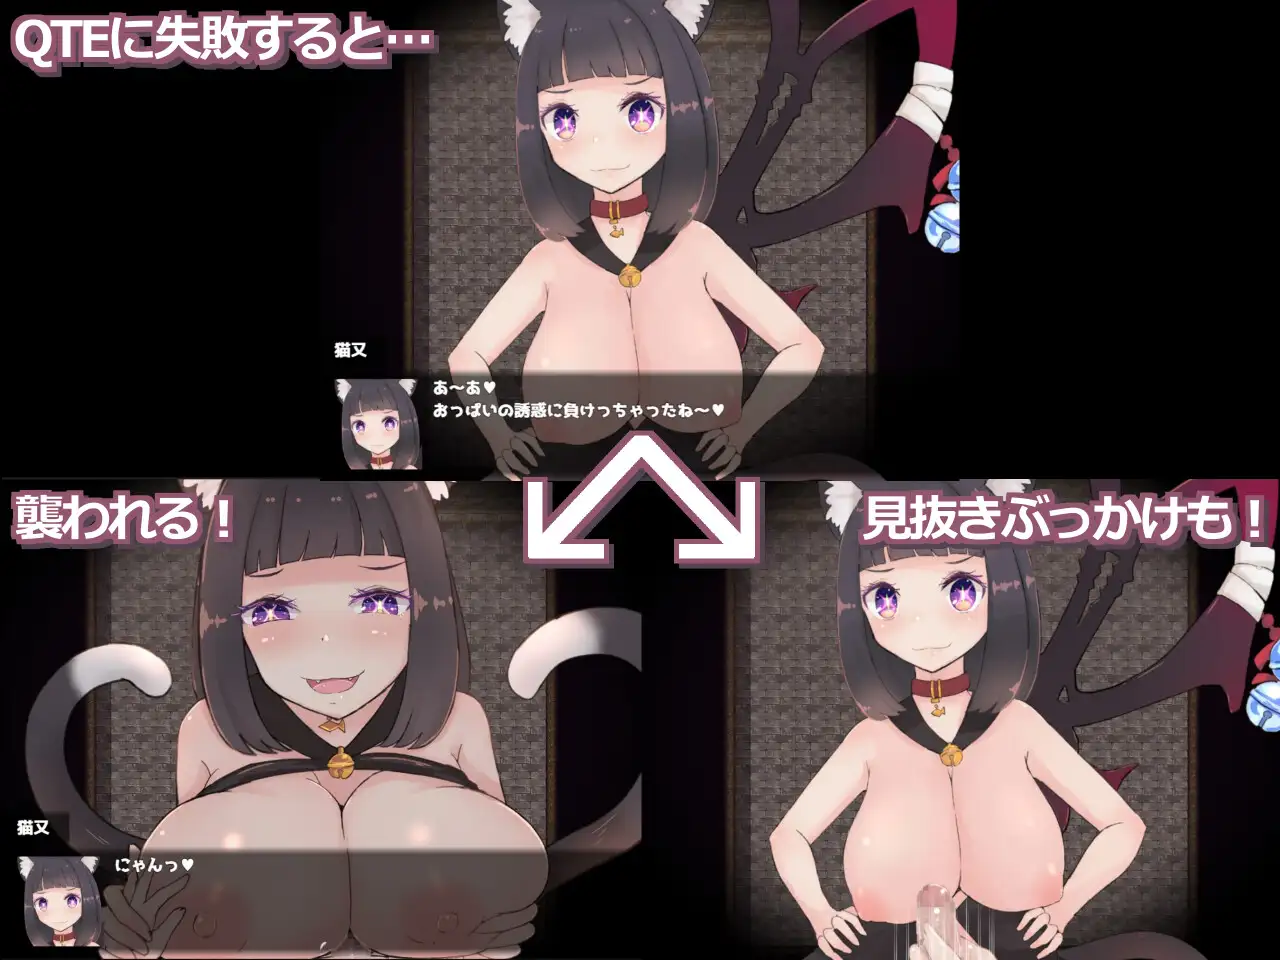 QTEに失敗すると…
猫又
あ～あ♥
おっぱいの誘惑に負けっちゃったね～♥
襲われる！
見抜きぶっかけも！
猫又
にゃんっ♥